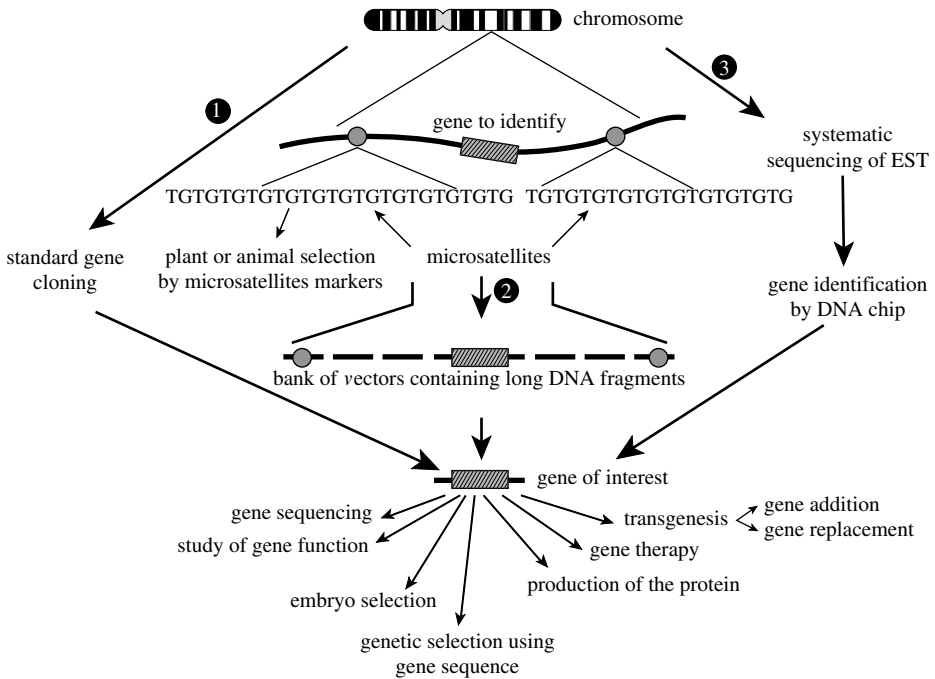 chromosome
3
1
gene to identify
systematic
sequencing of EST
TGTGTGTGTGTGTGTGTGTGTGTGTG TGTGTGTGTGTGTGTGTGTG
standard gene
cloning
plant or animal selection
by microsatellites markers
microsatellites
gene identification
by DNA chip
2
bank of vectors containing long DNA fragments
gene of interest
gene sequencing
study of gene function
embryo selection
genetic selection using
gene sequence
production of the protein
gene therapy
transgenesis
gene addition
gene replacement